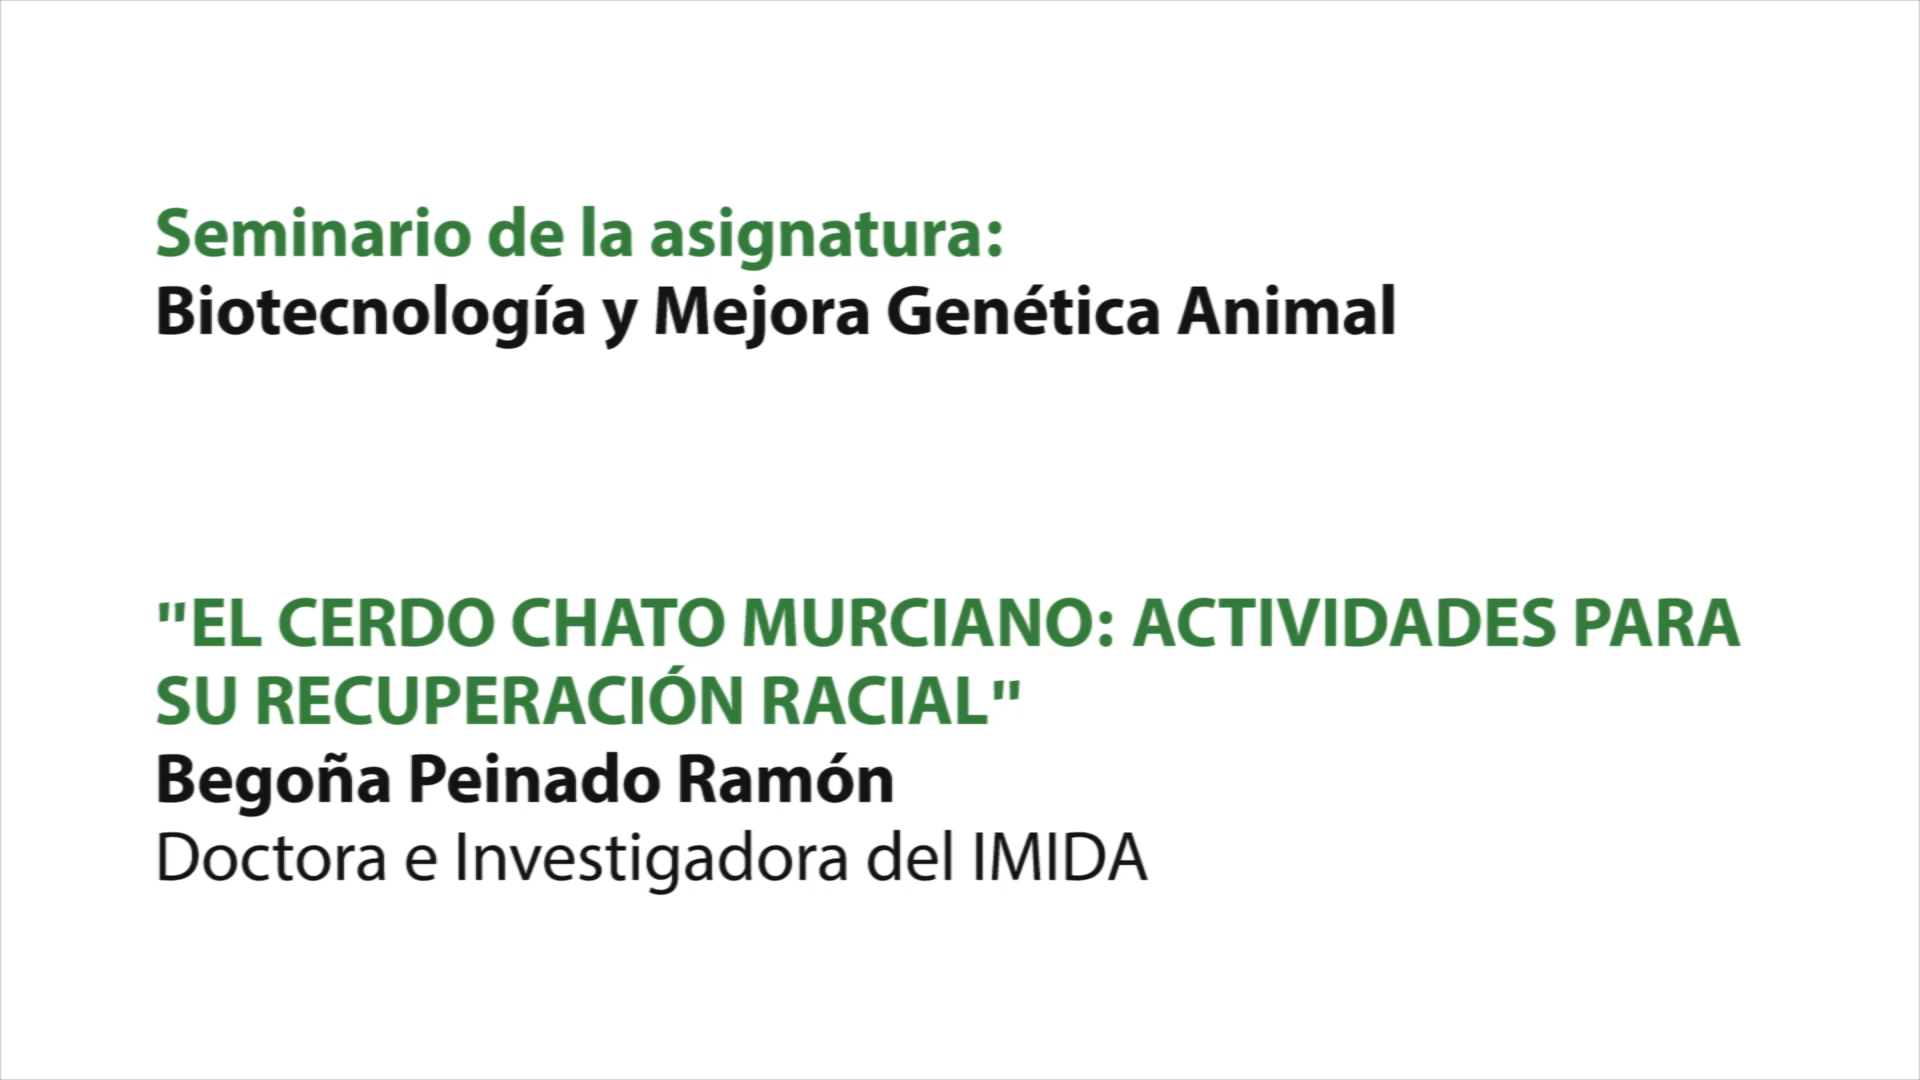 Seminario de la asignatura:
Biotecnología y Mejora Genética Animal
"EL CERDO CHATO MURCIANO: ACTIVIDADES PARA
SU RECUPERACIÓN RACIAL"
Begoña Peinado Ramón
Doctora e Investigadora del IMIDA